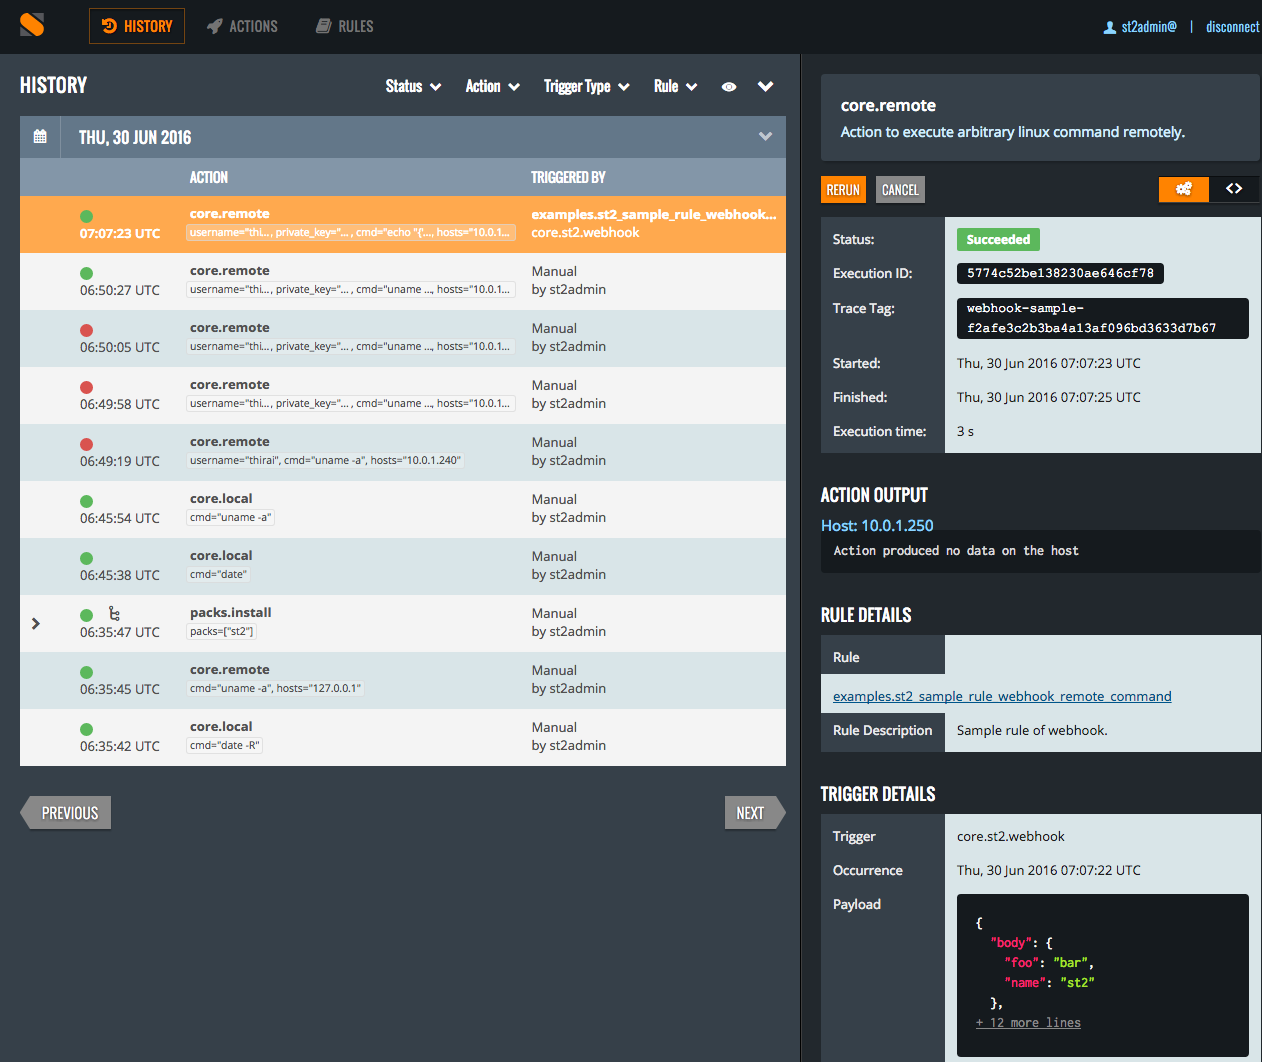 HISTORY
ACTIONS
RULES
st2admin@ | disconnect
HISTORY
Status
Action
Trigger Type
Rule
THU, 30 JUN 2016
ACTION
TRIGGERED BY
core.remote
examples.st2_sample_rule_webhook...
07:07:23 UTC
username="thi..., private_key="... , cmd="echo "{"..., hosts="10.0.1...
core.st2.webhook
core.remote
Manual
06:50:27 UTC
username="thi..., private_key="... , cmd="uname ..., hosts="10.0.1...
by st2admin
core.remote
Manual
06:50:05 UTC
username="thi..., private_key="... , cmd="uname ..., hosts="10.0.1...
by st2admin
core.remote
Manual
06:49:58 UTC
username="thi..., private_key="... , cmd="uname ..., hosts="10.0.1...
by st2admin
core.remote
Manual
06:49:19 UTC
username="thirai", cmd="uname -a", hosts="10.0.1.240"
by st2admin
core.local
Manual
06:45:54 UTC
cmd="uname -a"
by st2admin
core.local
Manual
06:45:38 UTC
cmd="date"
by st2admin
packs.install
Manual
06:35:47 UTC
packs=["st2"]
by st2admin
core.remote
Manual
06:35:45 UTC
cmd="uname -a", hosts="127.0.0.1"
by st2admin
core.local
Manual
06:35:42 UTC
cmd="date -R"
by st2admin
PREVIOUS
NEXT
core.remote
Action to execute arbitrary linux command remotely.
RERUN
CANCEL
<>
Status:
Succeeded
Execution ID:
5774c52be138230ae646cf78
Trace Tag:
webhook-sample-
f2afe3c2b3ba4a13af096bd3633d7b67
Started:
Thu, 30 Jun 2016 07:07:23 UTC
Finished:
Thu, 30 Jun 2016 07:07:25 UTC
Execution time:
3 s
ACTION OUTPUT
Host: 10.0.1.250
Action produced no data on the host
RULE DETAILS
Rule
examples.st2_sample_rule_webhook_remote_command
Rule Description
Sample rule of webhook.
TRIGGER DETAILS
Trigger
core.st2.webhook
Occurrence
Thu, 30 Jun 2016 07:07:22 UTC
Payload
{
"body": {
"foo": "bar",
"name": "st2"
},
+ 12 more lines